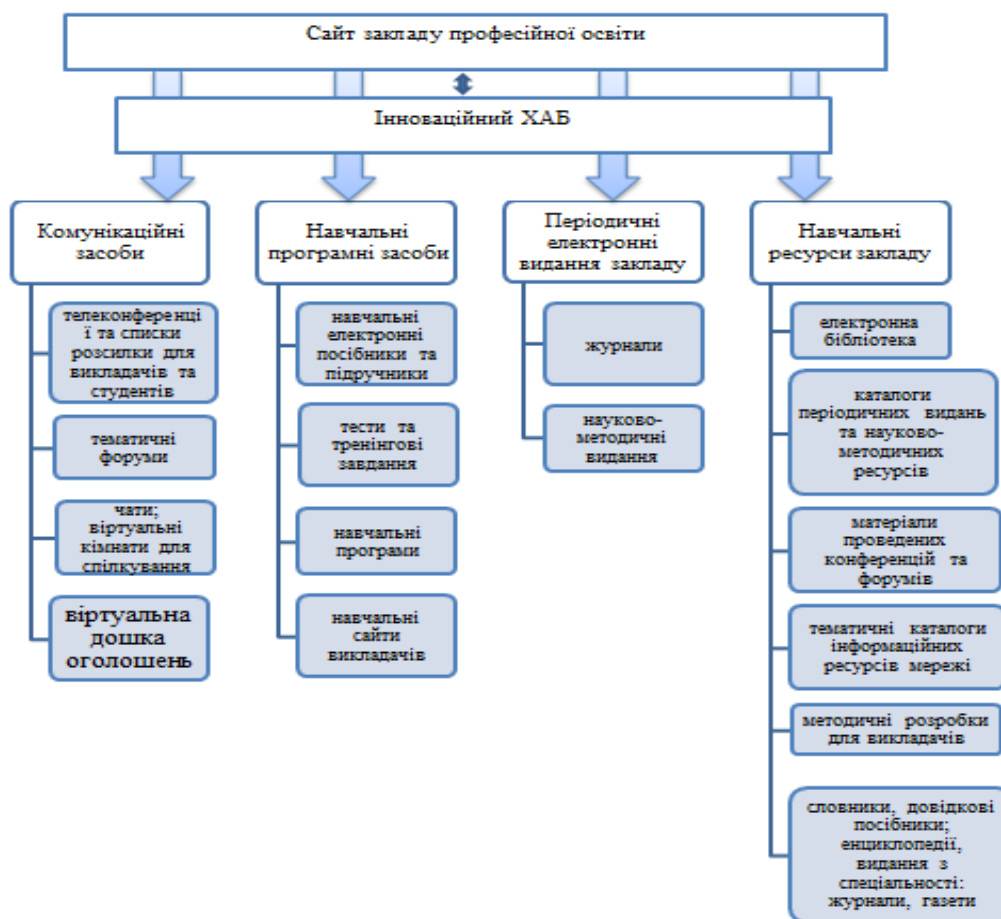 Сайт закладу професійної освіти
Інноваційний ХАБ
Комунікаційні
засоби
телеконференці
ї та списки
розсилки для
викладачів та
студентів
тематичні
форуми
чати;
віртуальні
кімнати для
спілкування
віртуальна
дошка
оголошень
Навчальні
програмні засоби
навчальні
електронні
посібники та
підручники
тести та
тренінгові
завдання
навчальні
програми
навчальні
сайти
викладачів
Періодичні
електронні
видання закладу
журнали
науково-
методичні
видання
Навчальні
ресурси закладу
електронна
бібліотека
каталоги
періодичних видань
та науково-
методичних
ресурсів
матеріали
проведених
конференцій та
форумів
тематичні каталоги
інформаційних
ресурсів мережі
методичні розробки
для викладачів
словники, довідкові
посібники;
енциклопедії,
видання з
спеціальності:
журнали, газети